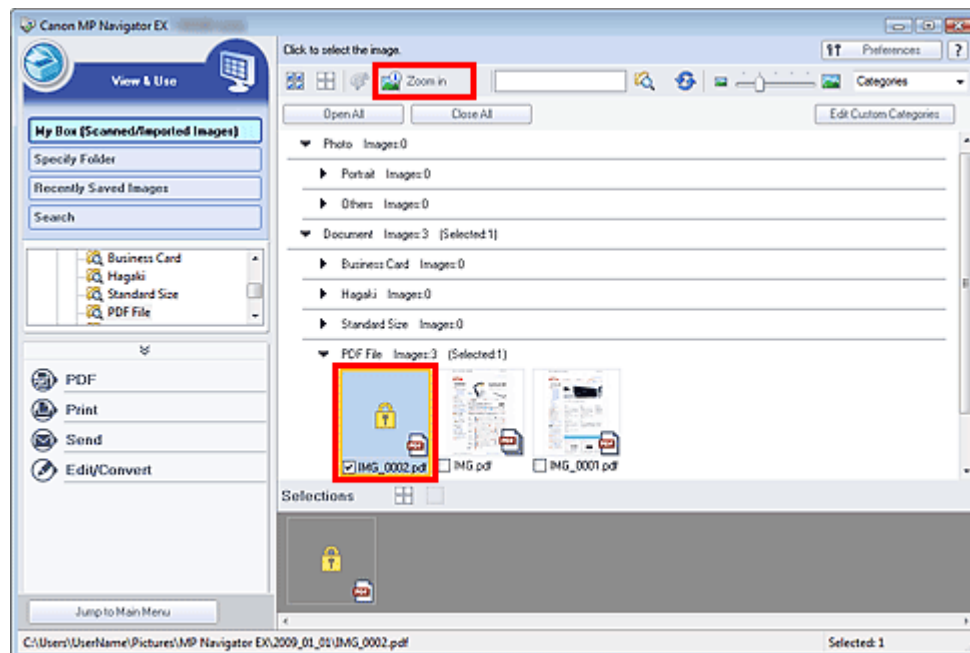 Canon MP Navigator EX
Click to select the image.
Preferences
?
View & Use
Zoom in
Categories
Open All
Close All
Edit Custom Categories
My Box (Scanned/Imported Images)
Specify Folder
Recently Saved Images
Search
Photo Images:0
Portrait Images:0
Others Images:0
Document Images:3 (Selected:1)
Business Card Images:0
Hagaki Images:0
Standard Size Images:0
PDF File Images:3 (Selected:1)
Business Card
Hagaki
Standard Size
PDF File
PDF
Print
Send
Edit/Convert
PDF
PDF
PDF
IMG_0002.pdf
IMG.pdf
IMG_0001.pdf
Selections
PDF
Jump to Main Menu
C:\Users\UserName\Pictures\MP Navigator EX\2009_01_01\IMG_0002.pdf
Selected: 1